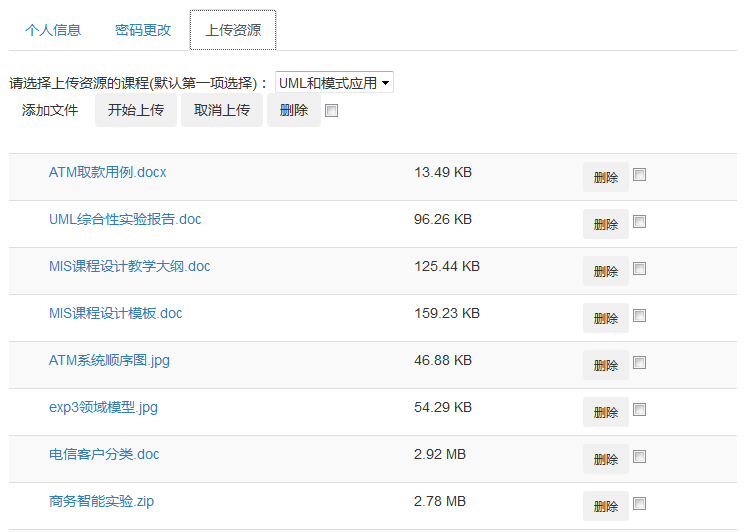 个人信息 密码更改 上传资源
请选择上传资源的课程(默认第一项选择)： UML和模式应用
添加文件 开始上传 取消上传 删除
ATM取款用例.docx 13.49 KB 删除
UML综合性实验报告.doc 96.26 KB 删除
MIS课程设计教学大纲.doc 125.44 KB 删除
MIS课程设计模板.doc 159.23 KB 删除
ATM系统顺序图.jpg 46.88 KB 删除
exp3领域模型.jpg 54.29 KB 删除
电信客户分类.doc 2.92 MB 删除
商务智能实验.zip 2.78 MB 删除